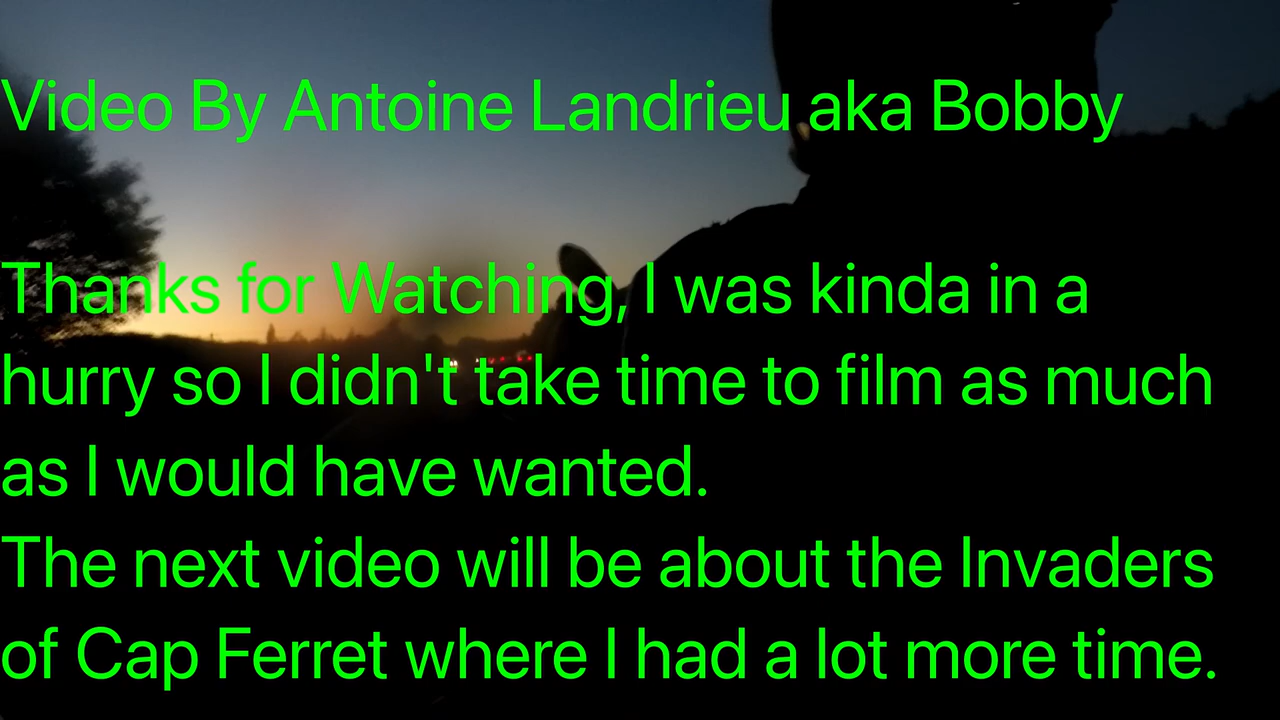 Video By Antoine Landrieu aka Bobby
Thanks for Watching, I was kinda in a
hurry so I didn't take time to film as much
as I would have wanted.
The next video will be about the Invaders
of Cap Ferret where I had a lot more time.